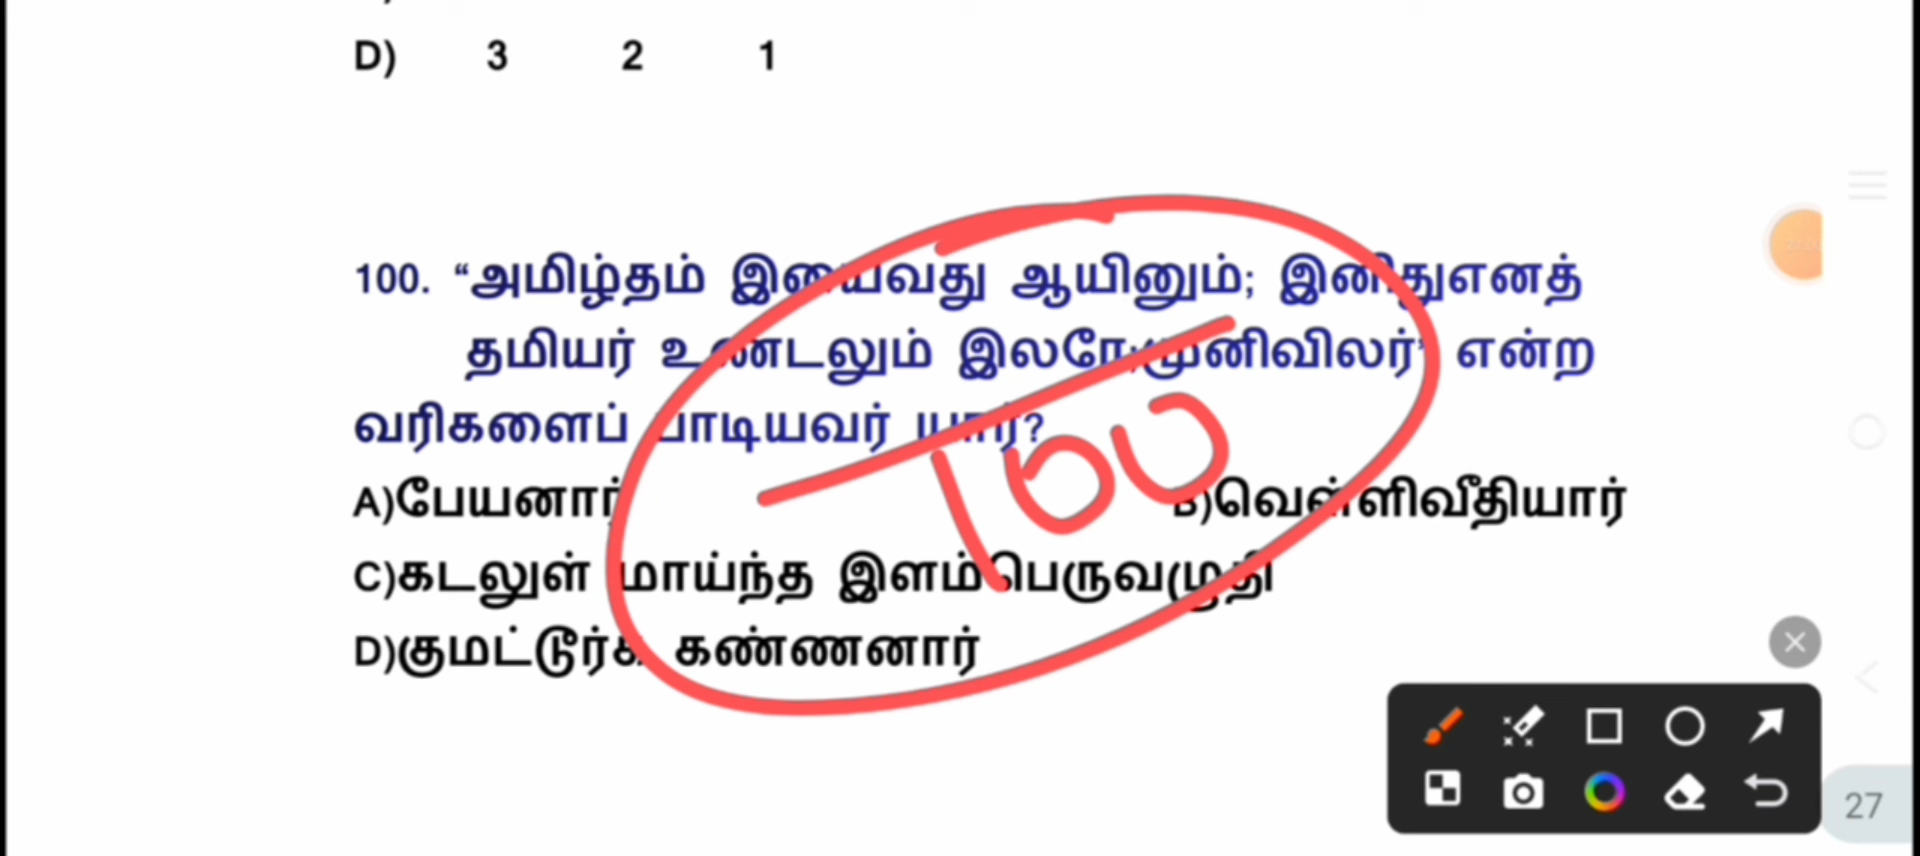 D) 3 2 1
100. “அமிழ்தம் இயைவது ஆயினும்; இனிதுஎனத்
தமியர் உண்டலும் இலரே;முனிவிலர்’ என்ற
வரிகளைப் பாடியவர் யார்?
A)பேயனார் B)வெள்ளிவீதியார்
C)கடலுள் மாய்ந்த இளம்பெருவழுதி
D)குமட்டூர்க் கண்ணனார்
100
27